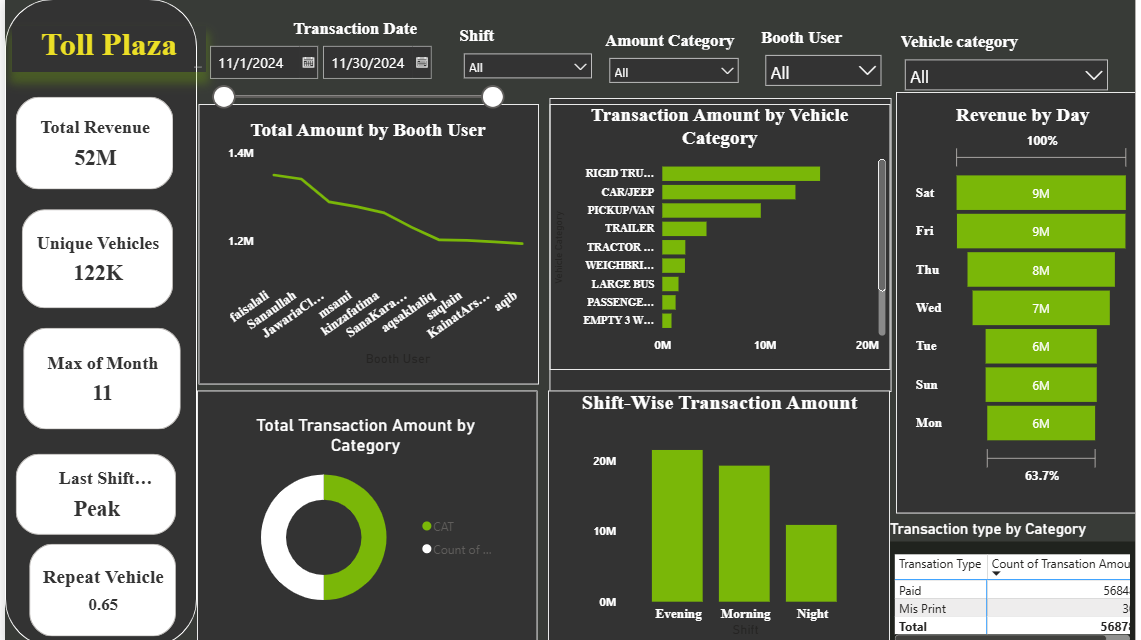 Toll Plaza
Transaction Date
Shift
Amount Category
Booth User
Vehicle category
11/1/2024
11/30/2024
All
All
All
All
Total Revenue
52M
Unique Vehicles
122K
Max of Month
11
Last Shift...
Peak
Repeat Vehicle
0.65
Total Amount by Booth User
1.4M
1.2M
faisalali
Sanaullah
JawariaCl...
msami
kinzafatima
SanaKara...
aqsakhaliq
saqlain
KainatArs...
aqib
Booth User
Transaction Amount by Vehicle
Category
Vehicle Category
RIGID TRU...
CAR/JEEP
PICKUP/VAN
TRAILER
TRACTOR ...
WEIGHBRI...
LARGE BUS
PASSENGE...
EMPTY 3 W...
0M
10M
20M
Revenue by Day
100%
Sat 9M
Fri 9M
Thu 8M
Wed 7M
Tue 6M
Sun 6M
Mon 6M
63.7%
Total Transaction Amount by
Category
CAT
Count of ...
Shift-Wise Transaction Amount
20M
10M
0M
Evening
Morning
Night
Shift
Transaction type by Category
Transation Type Count of Transation Amou
Paid 5684
Mis Print
Total 5687